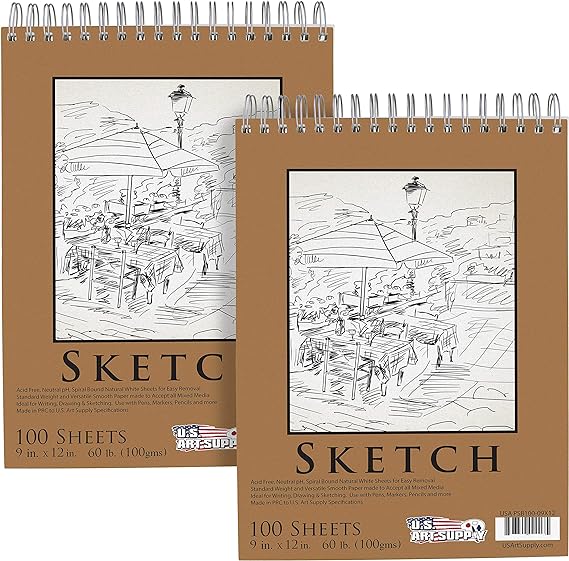 SKETCH
Acid Free, Neutral pH, Spiral Bound Natural White Sheets for Easy Removal
Standard Weight and Versatile Smooth Paper made to Accept all Mixed Media
Ideal for Writing, Drawing & Sketching. Use with Pens, Markers, Pencils and more
Made in PRC to U.S. Art Supply Specifications
100 SHEETS
9 in. x 12 in. 60 lb. (100gms)
U.S. ART SUPPLY
SKETCH
Acid Free, Neutral pH, Spiral Bound Natural White Sheets for Easy Removal
Standard Weight and Versatile Smooth Paper made to Accept all Mixed Media
Ideal for Writing, Drawing & Sketching. Use with Pens, Markers, Pencils and more
Made in PRC to U.S. Art Supply Specifications
100 SHEETS
9 in. x 12 in. 60 lb. (100gms)
U.S. ART SUPPLY
USA PSB100-09X12
USArtSupply.com